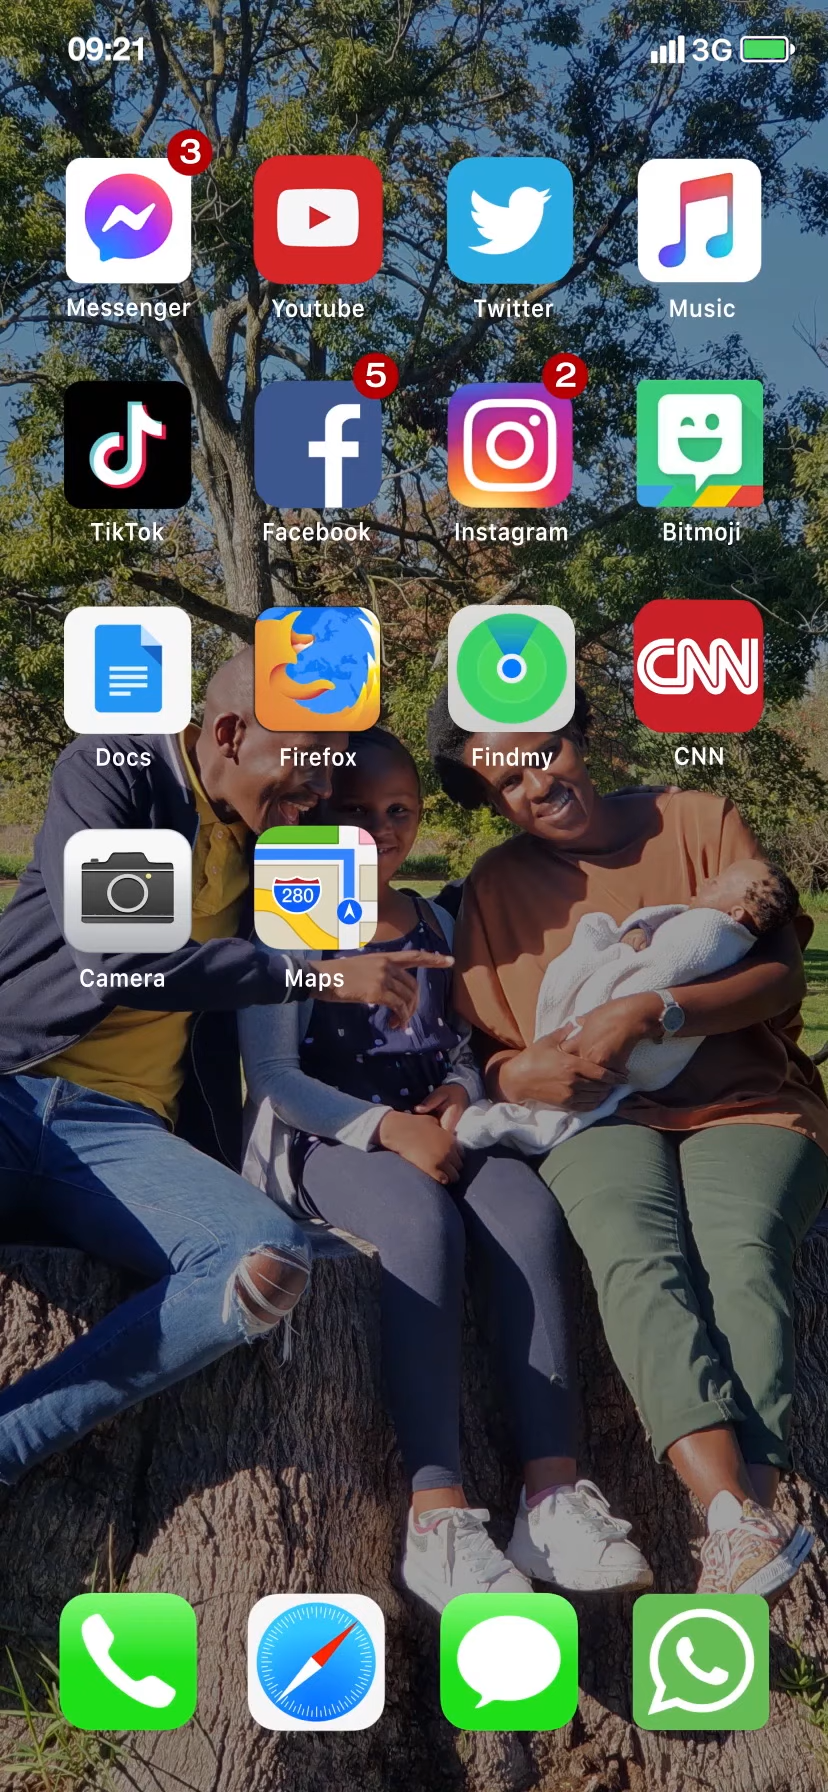 09:21 3G
3
Messenger Youtube Twitter Music
5 2
TikTok Facebook Instagram Bitmoji
CNN
Docs Firefox Findmy CNN
280
Camera Maps